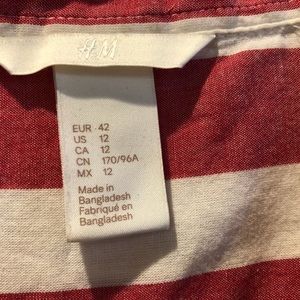 H&M
EUR 42
US 12
CA 12
CN 170/96A
MX 12
Made in
Bangladesh
Fabriqué en
Bangladesh